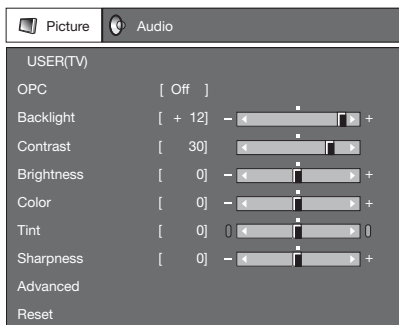 Picture Audio
USER(TV)
OPC [ Off ]
Backlight [ + 12] – +
Contrast [ 30]
Brightness [ 0] – +
Color [ 0] – +
Tint [ 0]
Sharpness [ 0] – +
Advanced
Reset